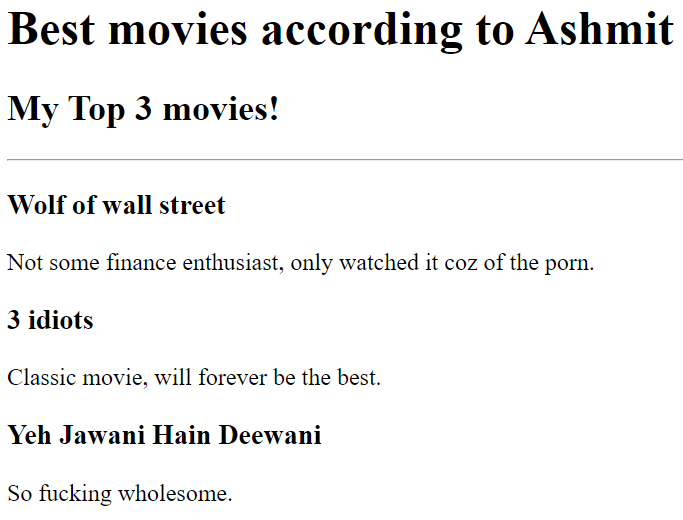 Best movies according to Ashmit
My Top 3 movies!
Wolf of wall street
Not some finance enthusiast, only watched it coz of the porn.
3 idiots
Classic movie, will forever be the best.
Yeh Jawani Hain Deewani
So fucking wholesome.